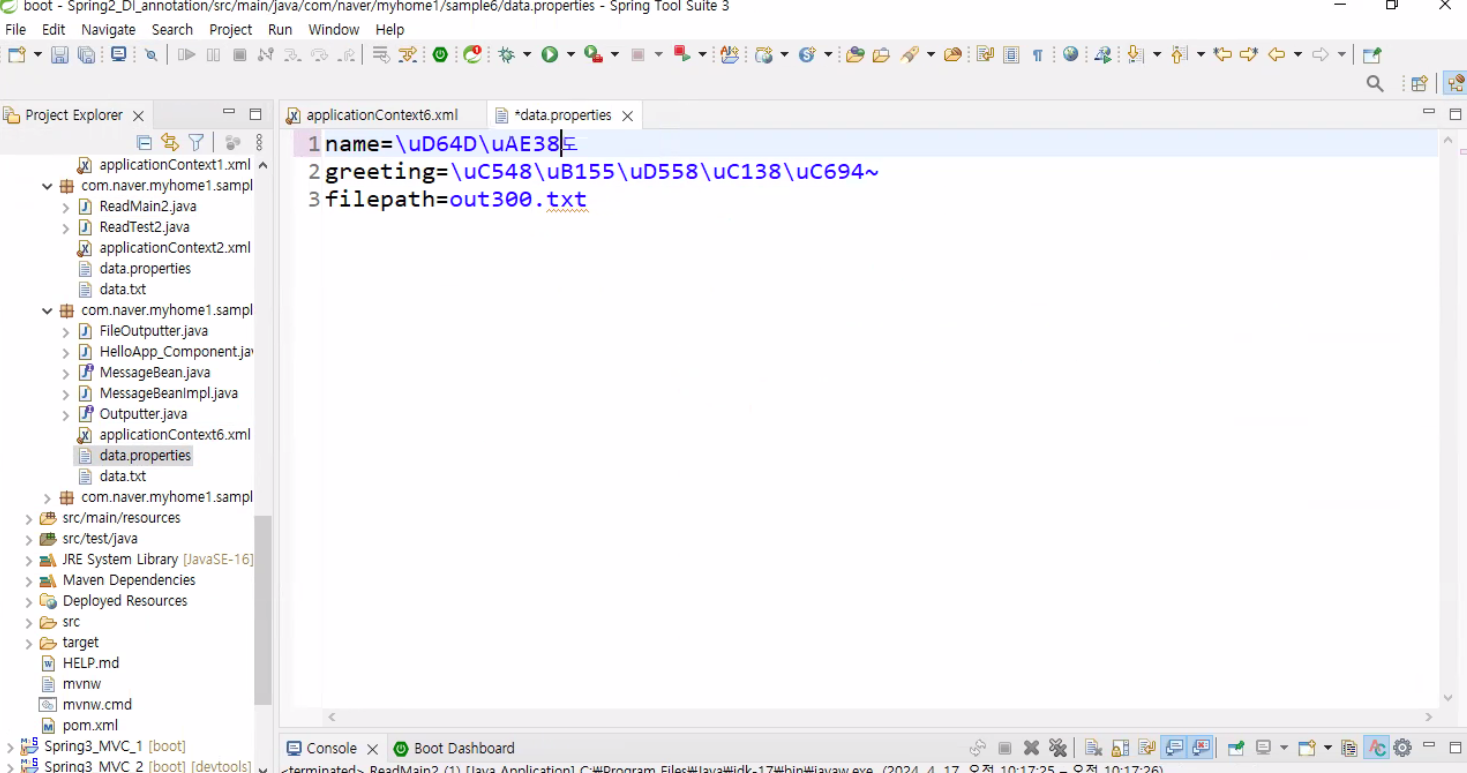 boot - Spring2_DI_annotation/src/main/java/com/naver/myhome1/sample6/data.properties - Spring Tool Suite 3
File Edit Navigate Search Project Run Window Help
Project Explorer
applicationContext6.xml
*data.properties
applicationContext1.xml
com.naver.myhome1.sampl
ReadMain2.java
ReadTest2.java
applicationContext2.xml
data.properties
data.txt
com.naver.myhome1.sampl
FileOutputter.java
HelloApp_Component.jav
MessageBean.java
MessageBeanImpl.java
Outputter.java
applicationContext6.xml
data.properties
data.txt
com.naver.myhome1.sampl
src/main/resources
src/test/java
JRE System Library [JavaSE-16]
Maven Dependencies
Deployed Resources
src
target
HELP.md
mvnw
mvnw.cmd
pom.xml
Spring3_MVC_1 [boot]
Spring3_MVC_2 [boot] [devtools]
1 name=\uD64D\uAE38도
2 greeting=\uC548\uB155\uD558\uC138\uC694~
3 filepath=out300.txt
Console
Boot Dashboard
<terminated> ReadMain2 (1) [Java Application] C:₩Program Files₩Java₩jdk-17₩bin₩javaw.exe (2024. 4. 17. 오전 10:17:25 – 오전 10:17:26)